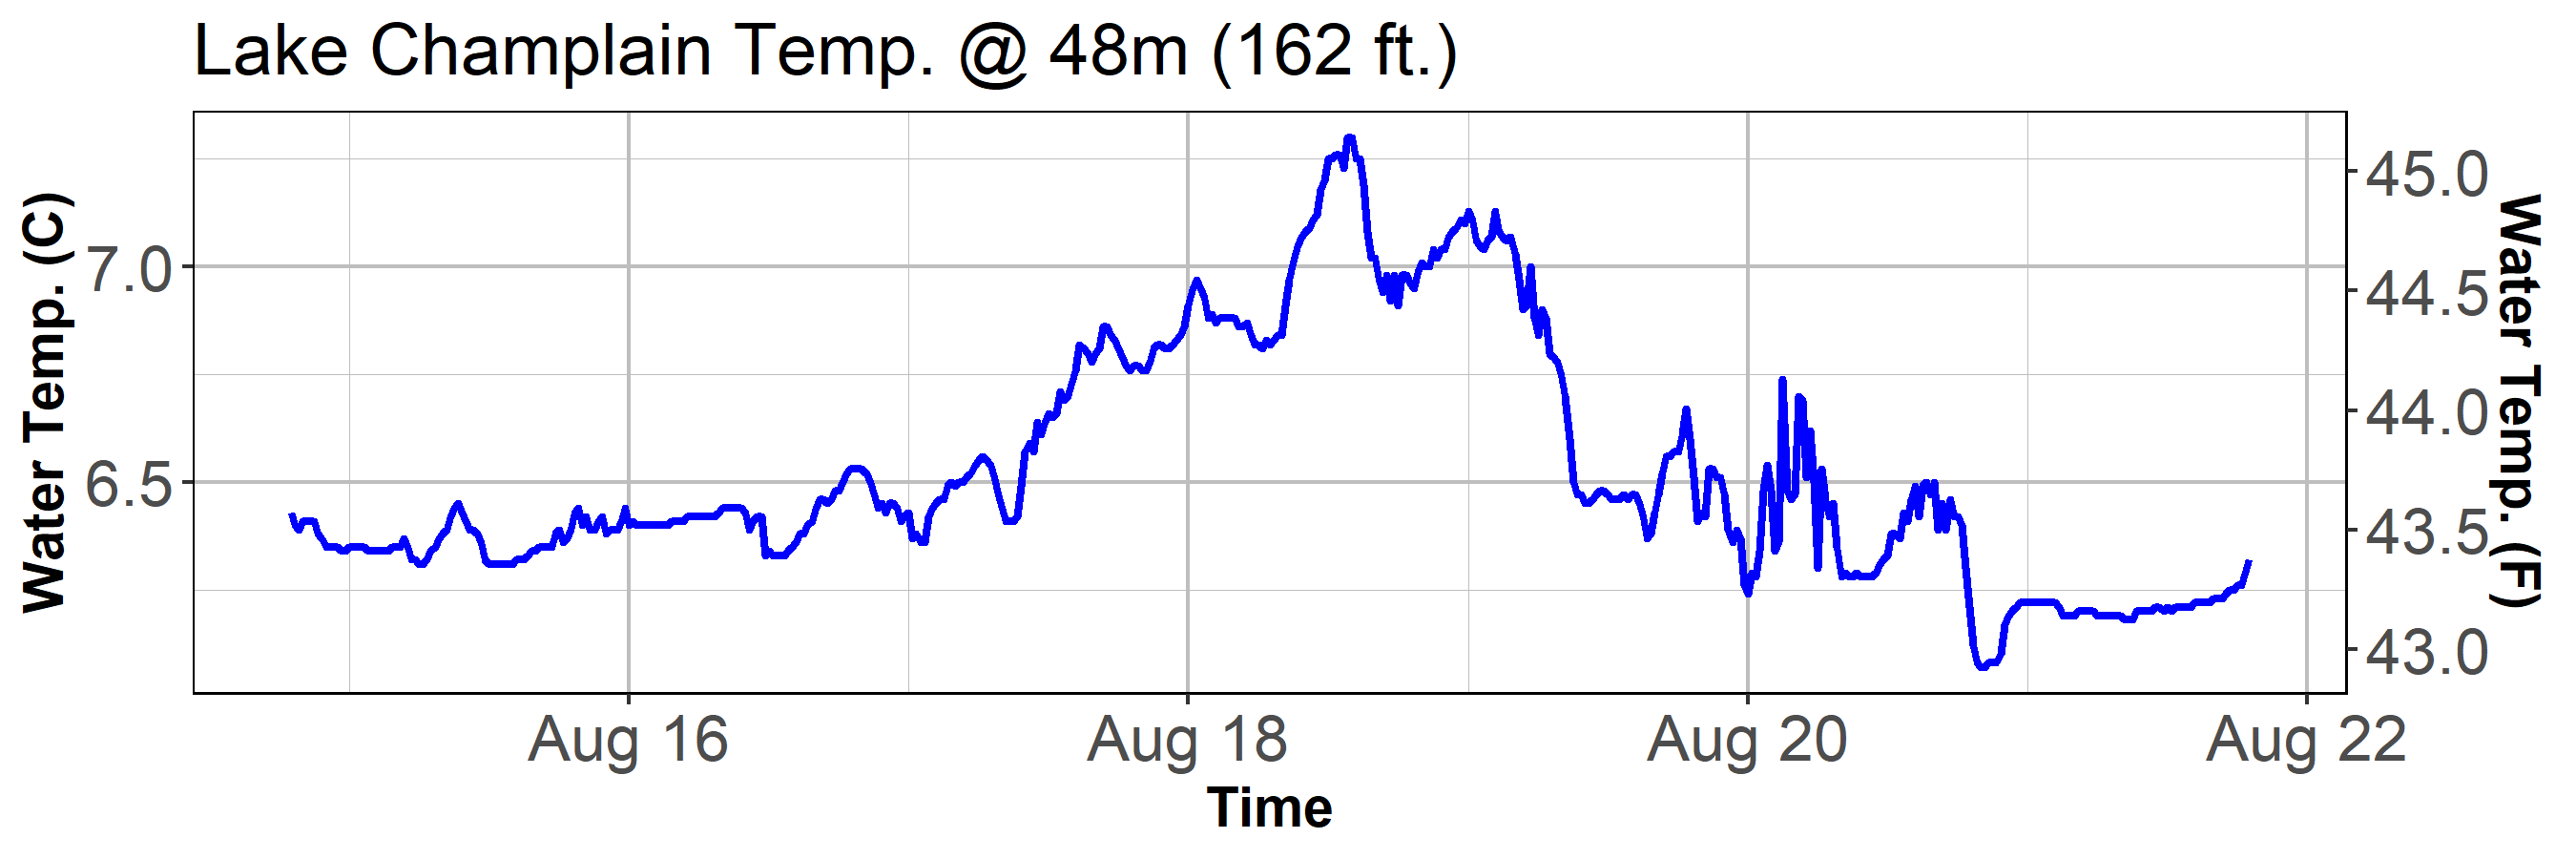 Lake Champlain Temp. @ 48m (162 ft.)
Water Temp. (C)
7.0
6.5
45.0
44.5
44.0
43.5
43.0
Water Temp. (F)
Aug 16
Aug 18
Aug 20
Aug 22
Time